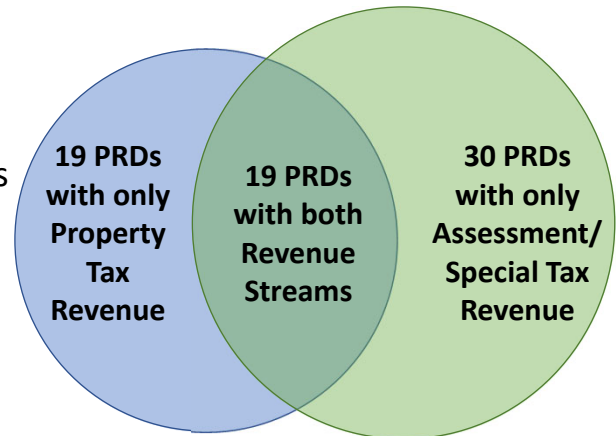 19 PRDs
with only
Property
Tax
Revenue
19 PRDs
with both
Revenue
Streams
30 PRDs
with only
Assessment/
Special Tax
Revenue